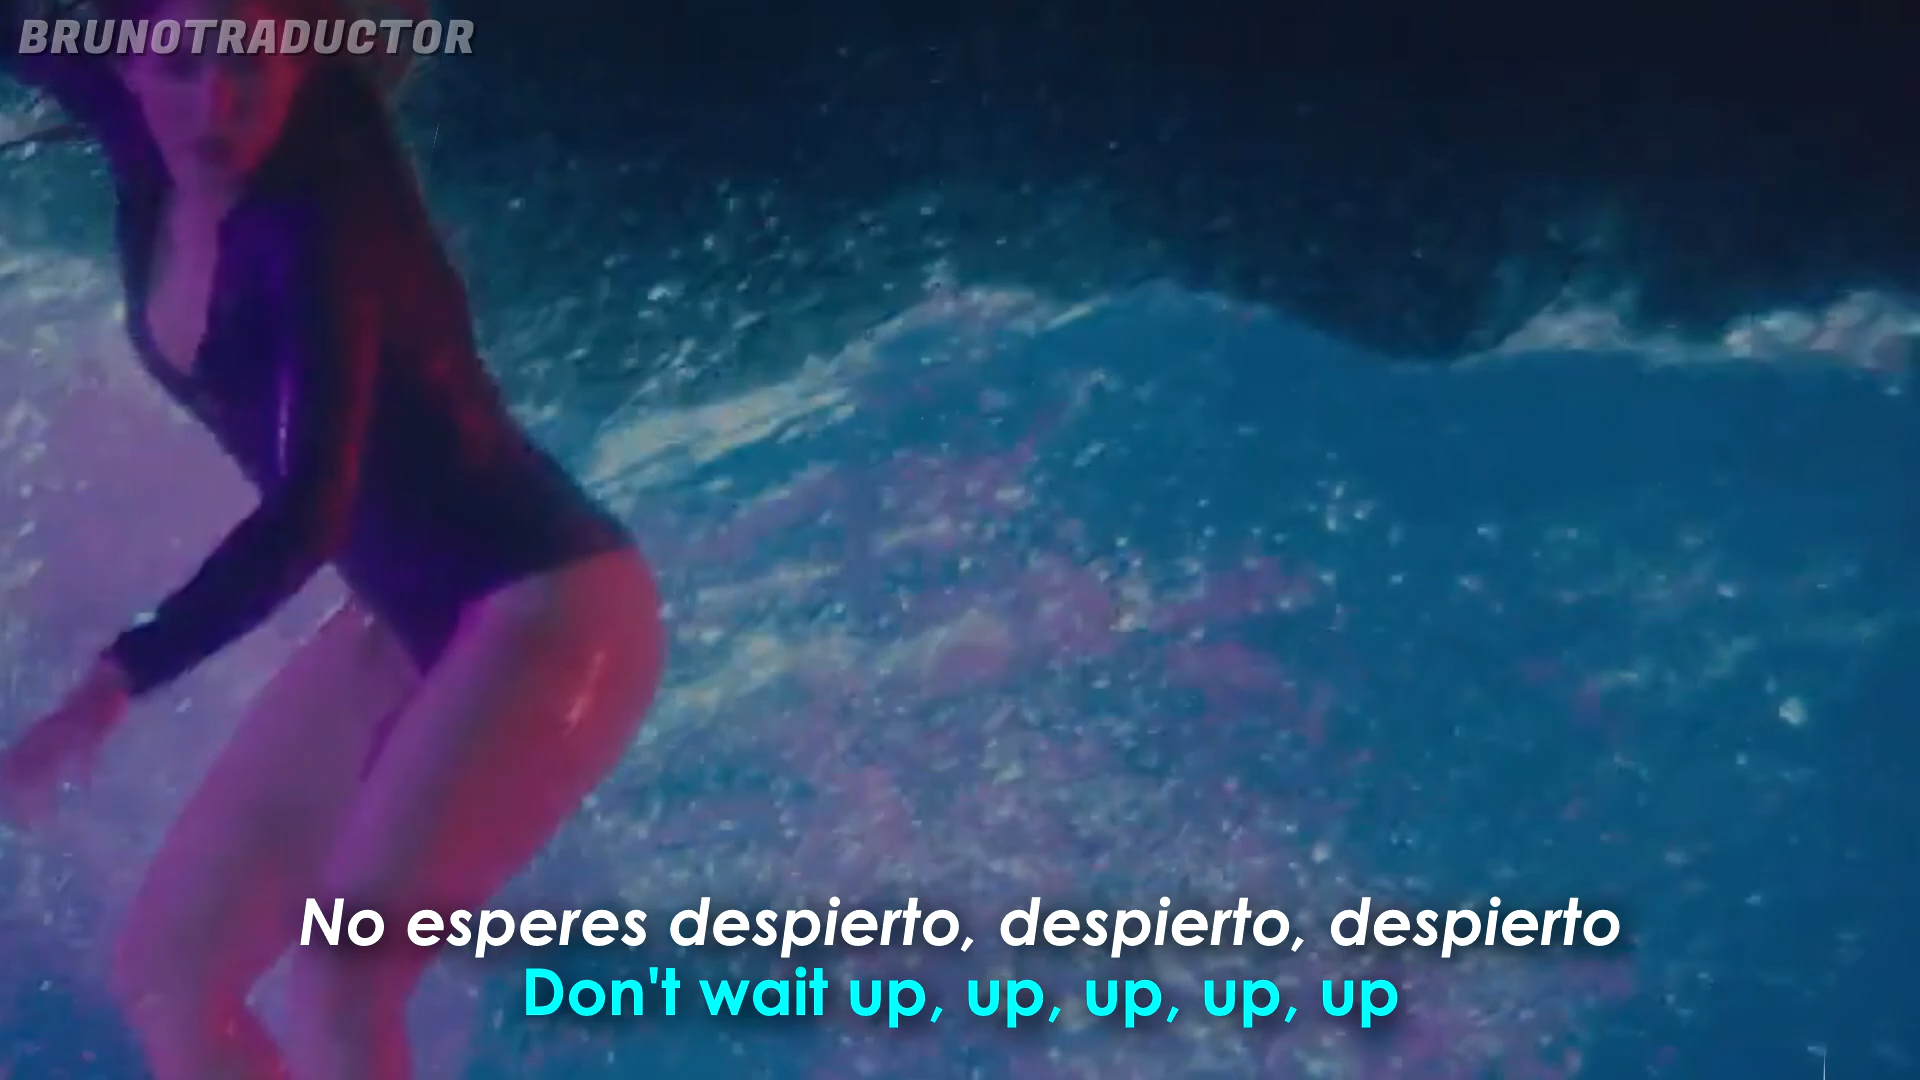 BRUNOTRADUCTOR
No esperes despierto, despierto, despierto
Don't wait up, up, up, up, up